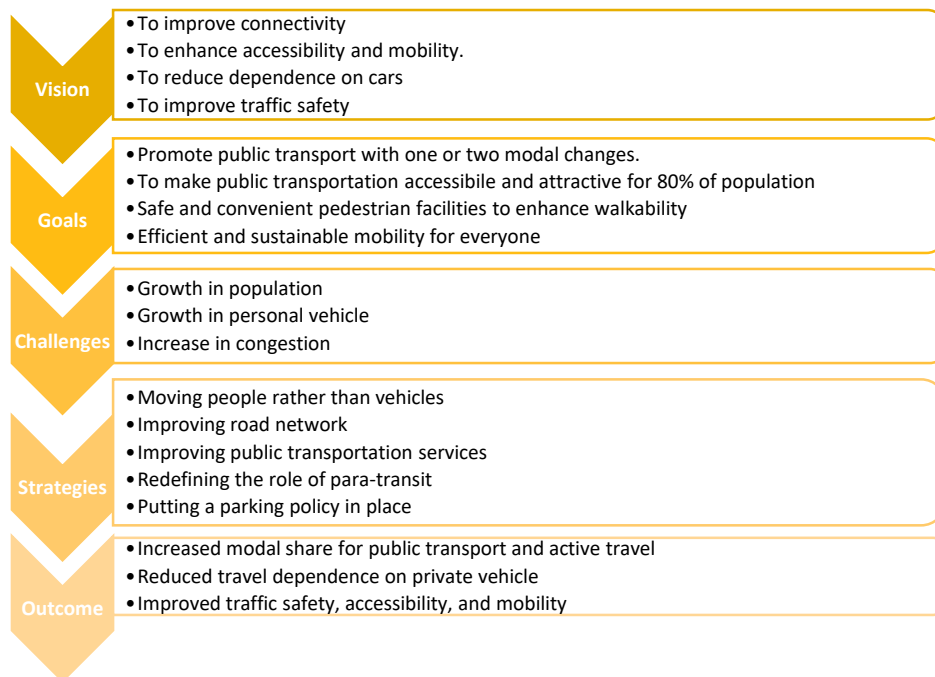 Vision
•To improve connectivity
•To enhance accessibility and mobility.
•To reduce dependence on cars
•To improve traffic safety
Goals
•Promote public transport with one or two modal changes.
•To make public transportation accessibile and attractive for 80% of population
•Safe and convenient pedestrian facilities to enhance walkability
•Efficient and sustainable mobility for everyone
Challenges
•Growth in population
•Growth in personal vehicle
•Increase in congestion
Strategies
•Moving people rather than vehicles
•Improving road network
•Improving public transportation services
•Redefining the role of para-transit
•Putting a parking policy in place
Outcome
•Increased modal share for public transport and active travel
•Reduced travel dependence on private vehicle
•Improved traffic safety, accessibility, and mobility